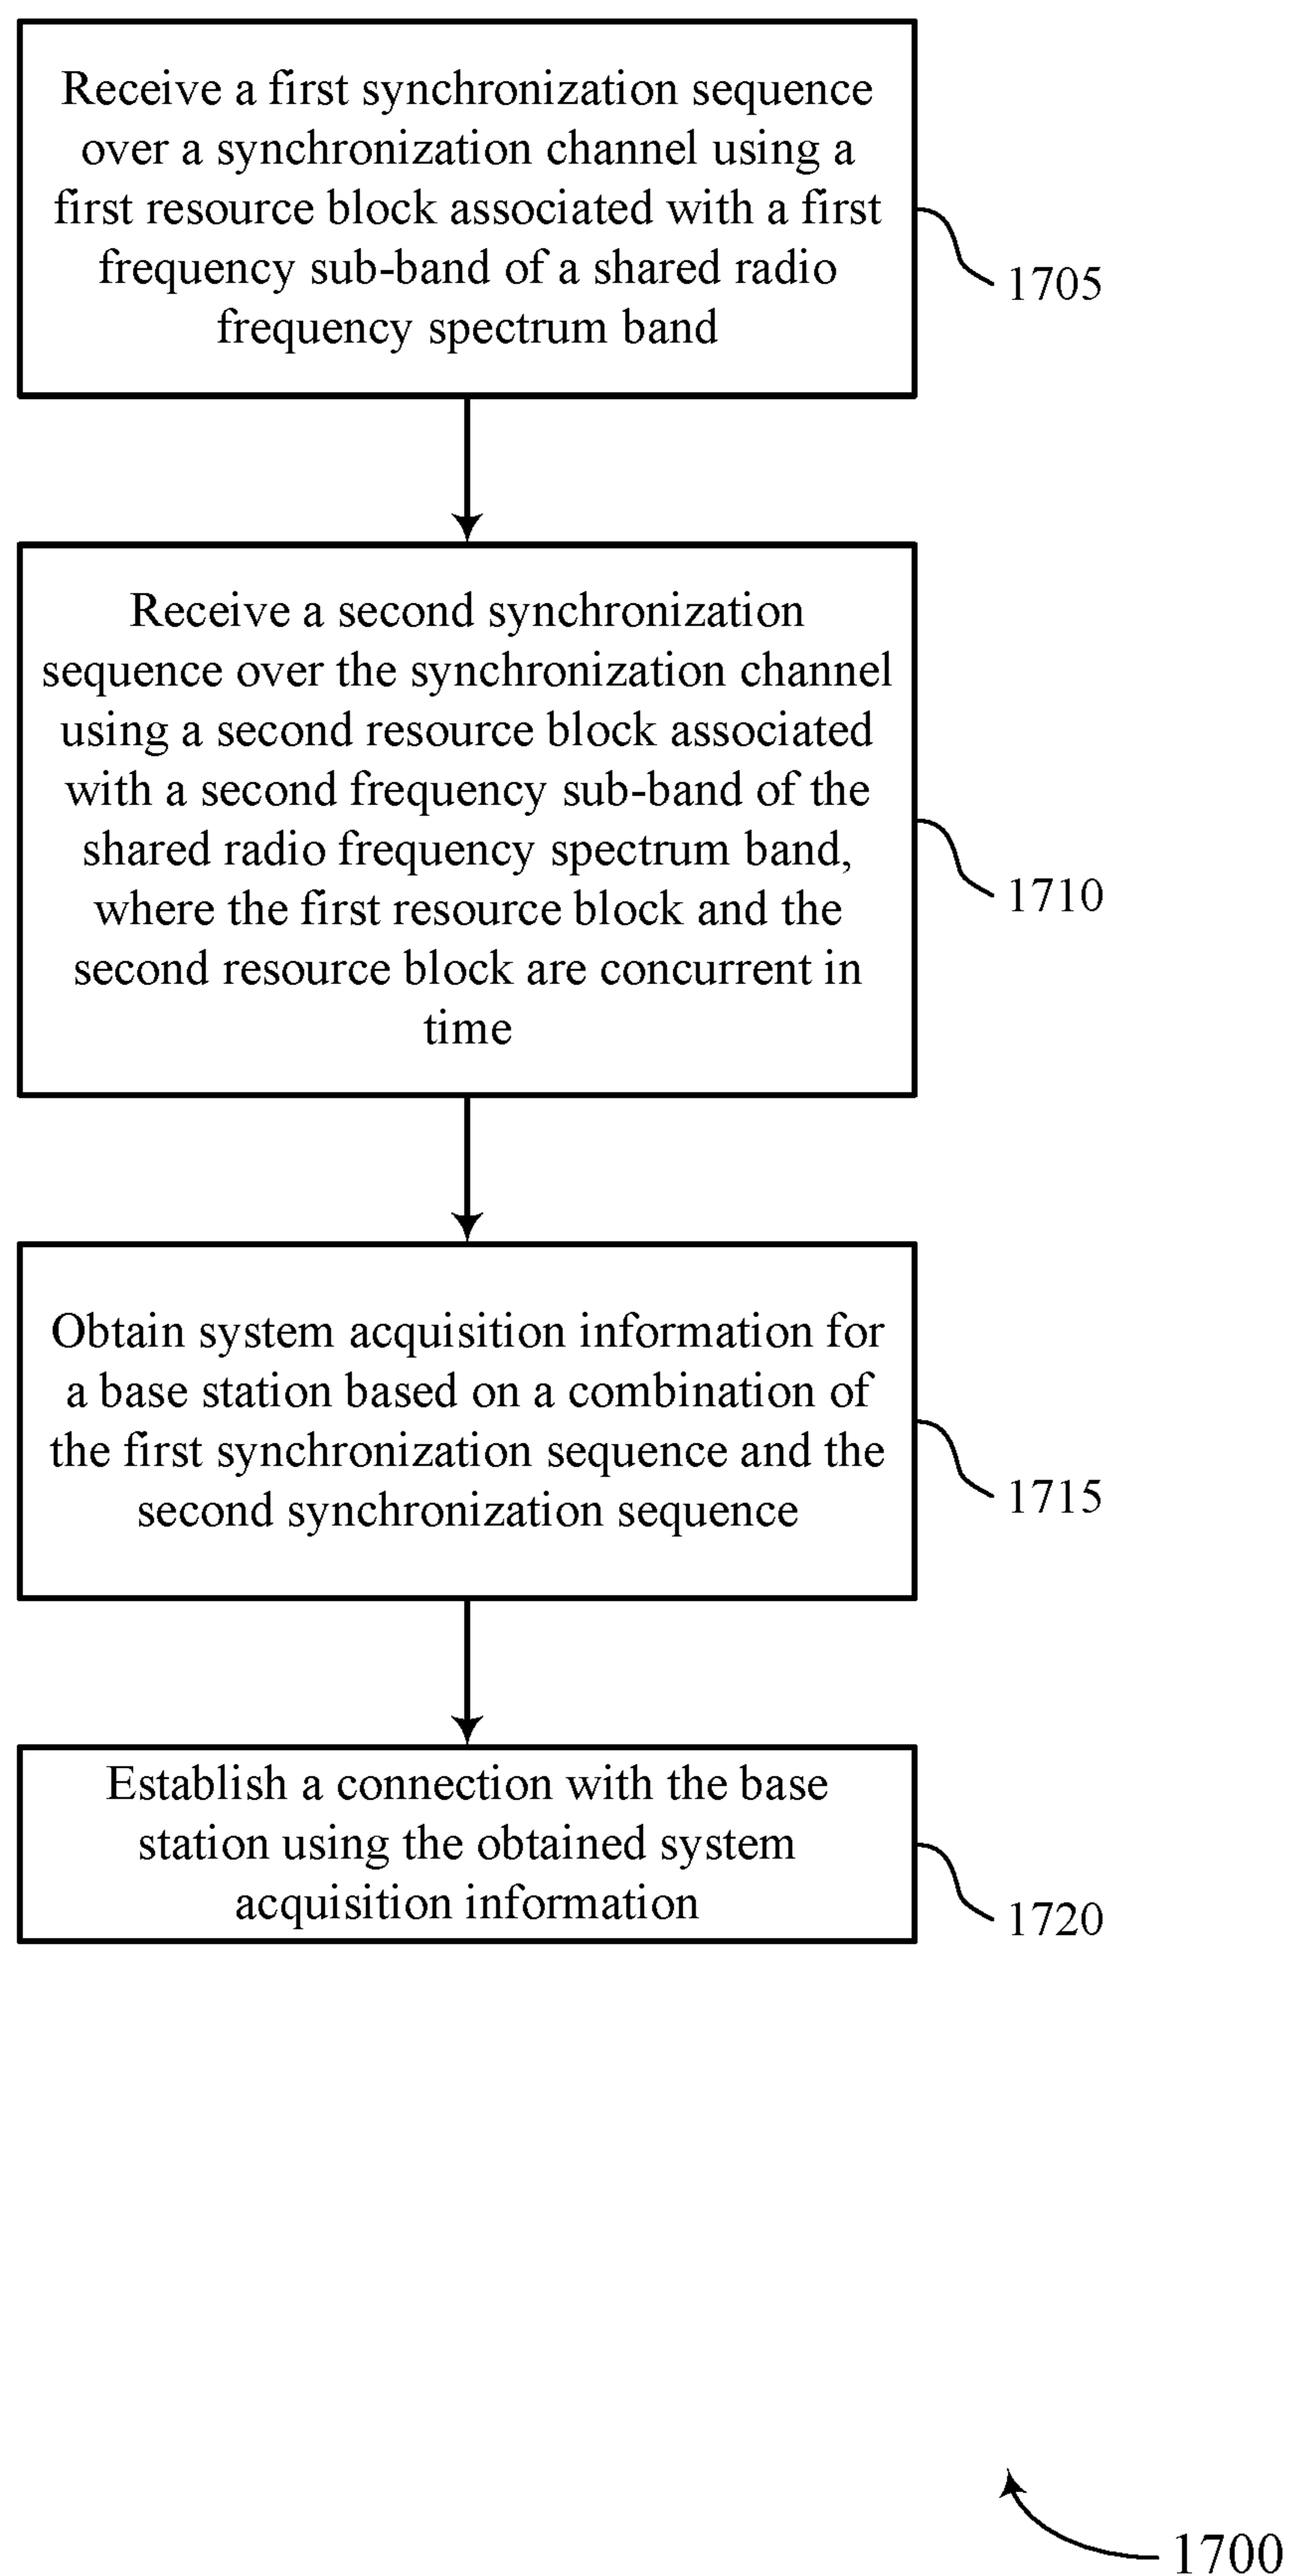 Receive a first synchronization sequence
over a synchronization channel using a
first resource block associated with a first
frequency sub-band of a shared radio
frequency spectrum band
1705
Receive a second synchronization
sequence over the synchronization channel
using a second resource block associated
with a second frequency sub-band of the
shared radio frequency spectrum band,
where the first resource block and the
second resource block are concurrent in
time
1710
Obtain system acquisition information for
a base station based on a combination of
the first synchronization sequence and the
second synchronization sequence
1715
Establish a connection with the base
station using the obtained system
acquisition information
1720
1700